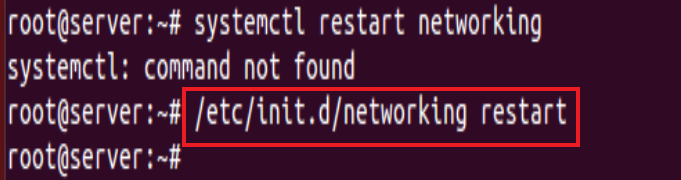 root@server:~# systemctl restart networking
systemctl: command not found
root@server:~# /etc/init.d/networking restart
root@server:~#